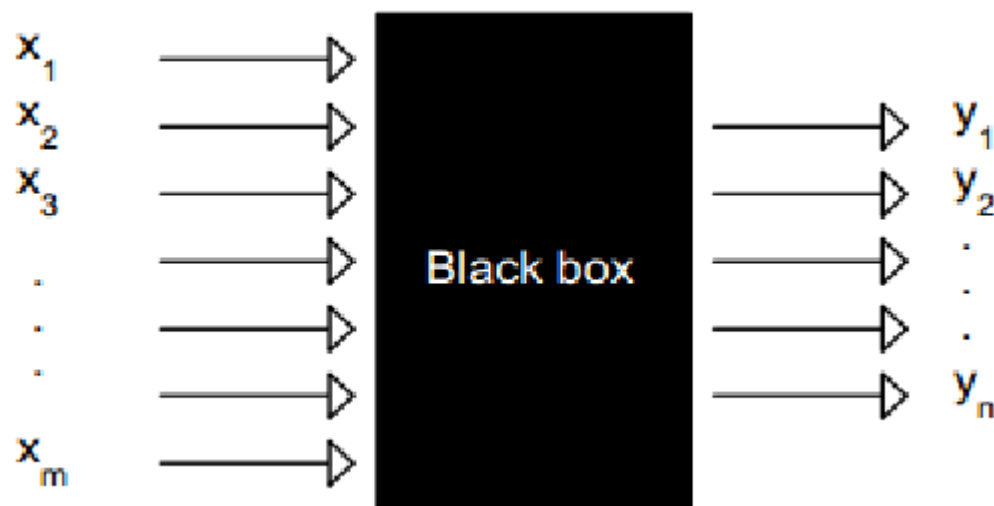 x₁
x₂
x₃
.
.
.
xₘ
Black box
y₁
y₂
.
.
.
yₙ